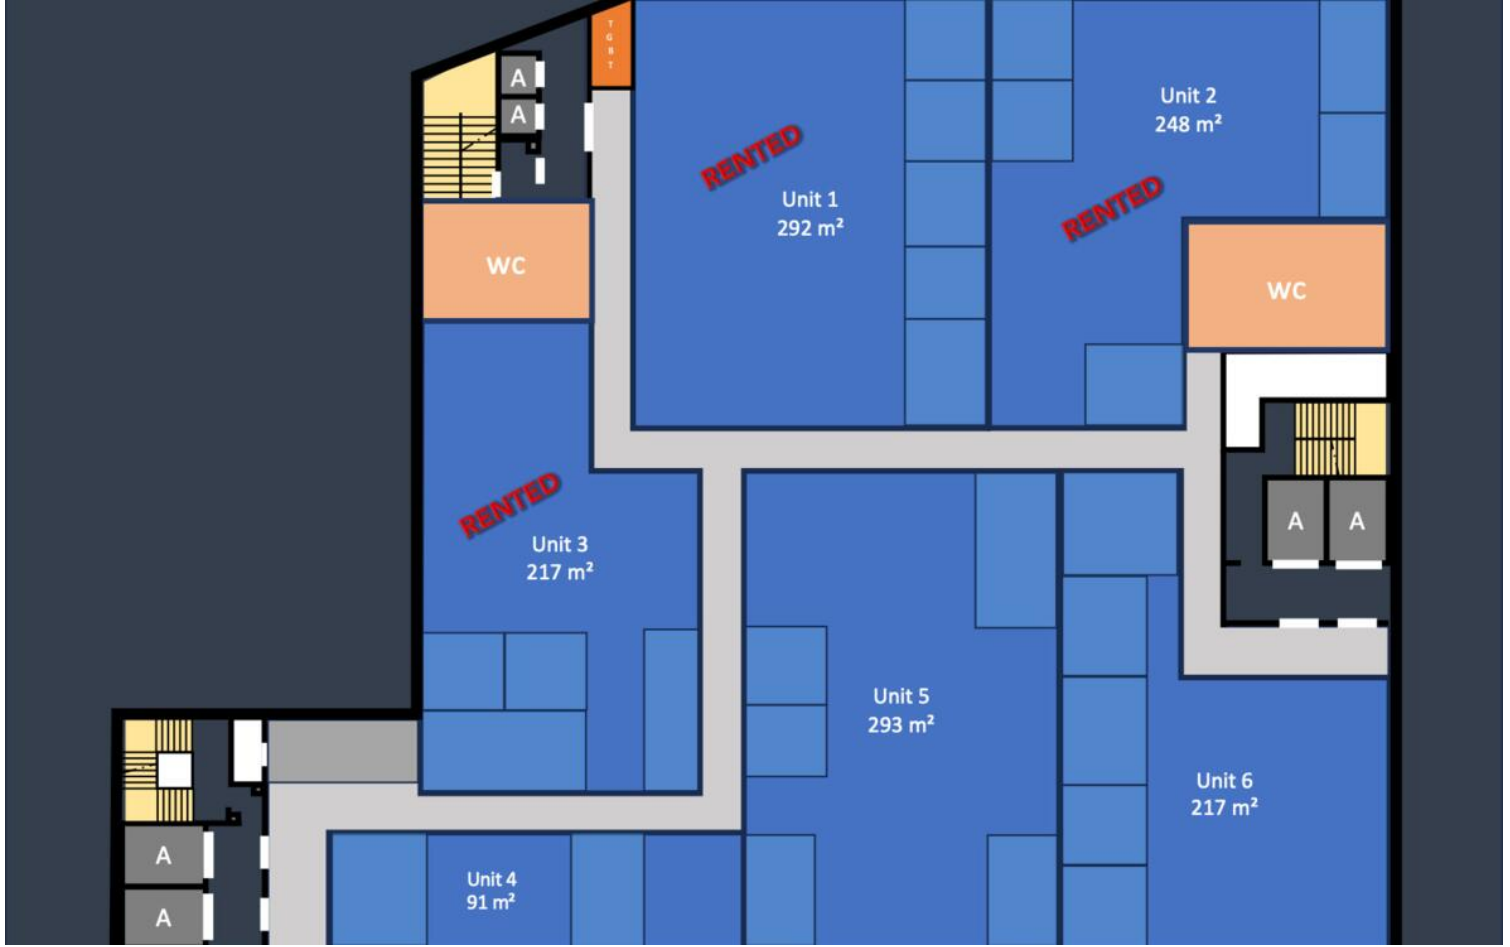 T
G
B
T
A
A
Unit 2
248 m²
RENTED
Unit 1
292 m²
RENTED
WC
WC
RENTED
Unit 3
217 m²
A
A
Unit 5
293 m²
Unit 6
217 m²
A
Unit 4
91 m²
A